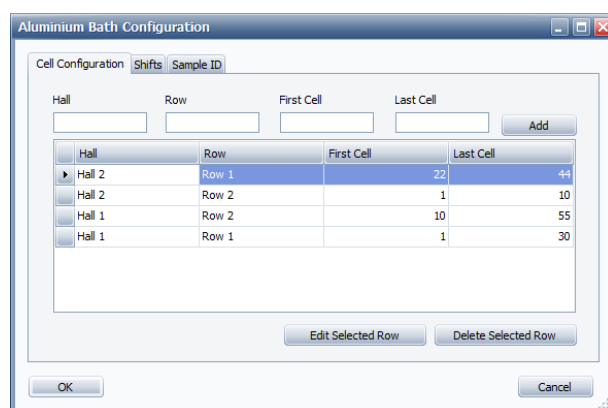 Aluminium Bath Configuration
Cell Configuration Shifts Sample ID
Hall Row First Cell Last Cell
Add
Hall Row First Cell Last Cell
Hall 2 Row 1 22 44
Hall 2 Row 2 1 10
Hall 1 Row 2 10 55
Hall 1 Row 1 1 30
Edit Selected Row Delete Selected Row
OK Cancel